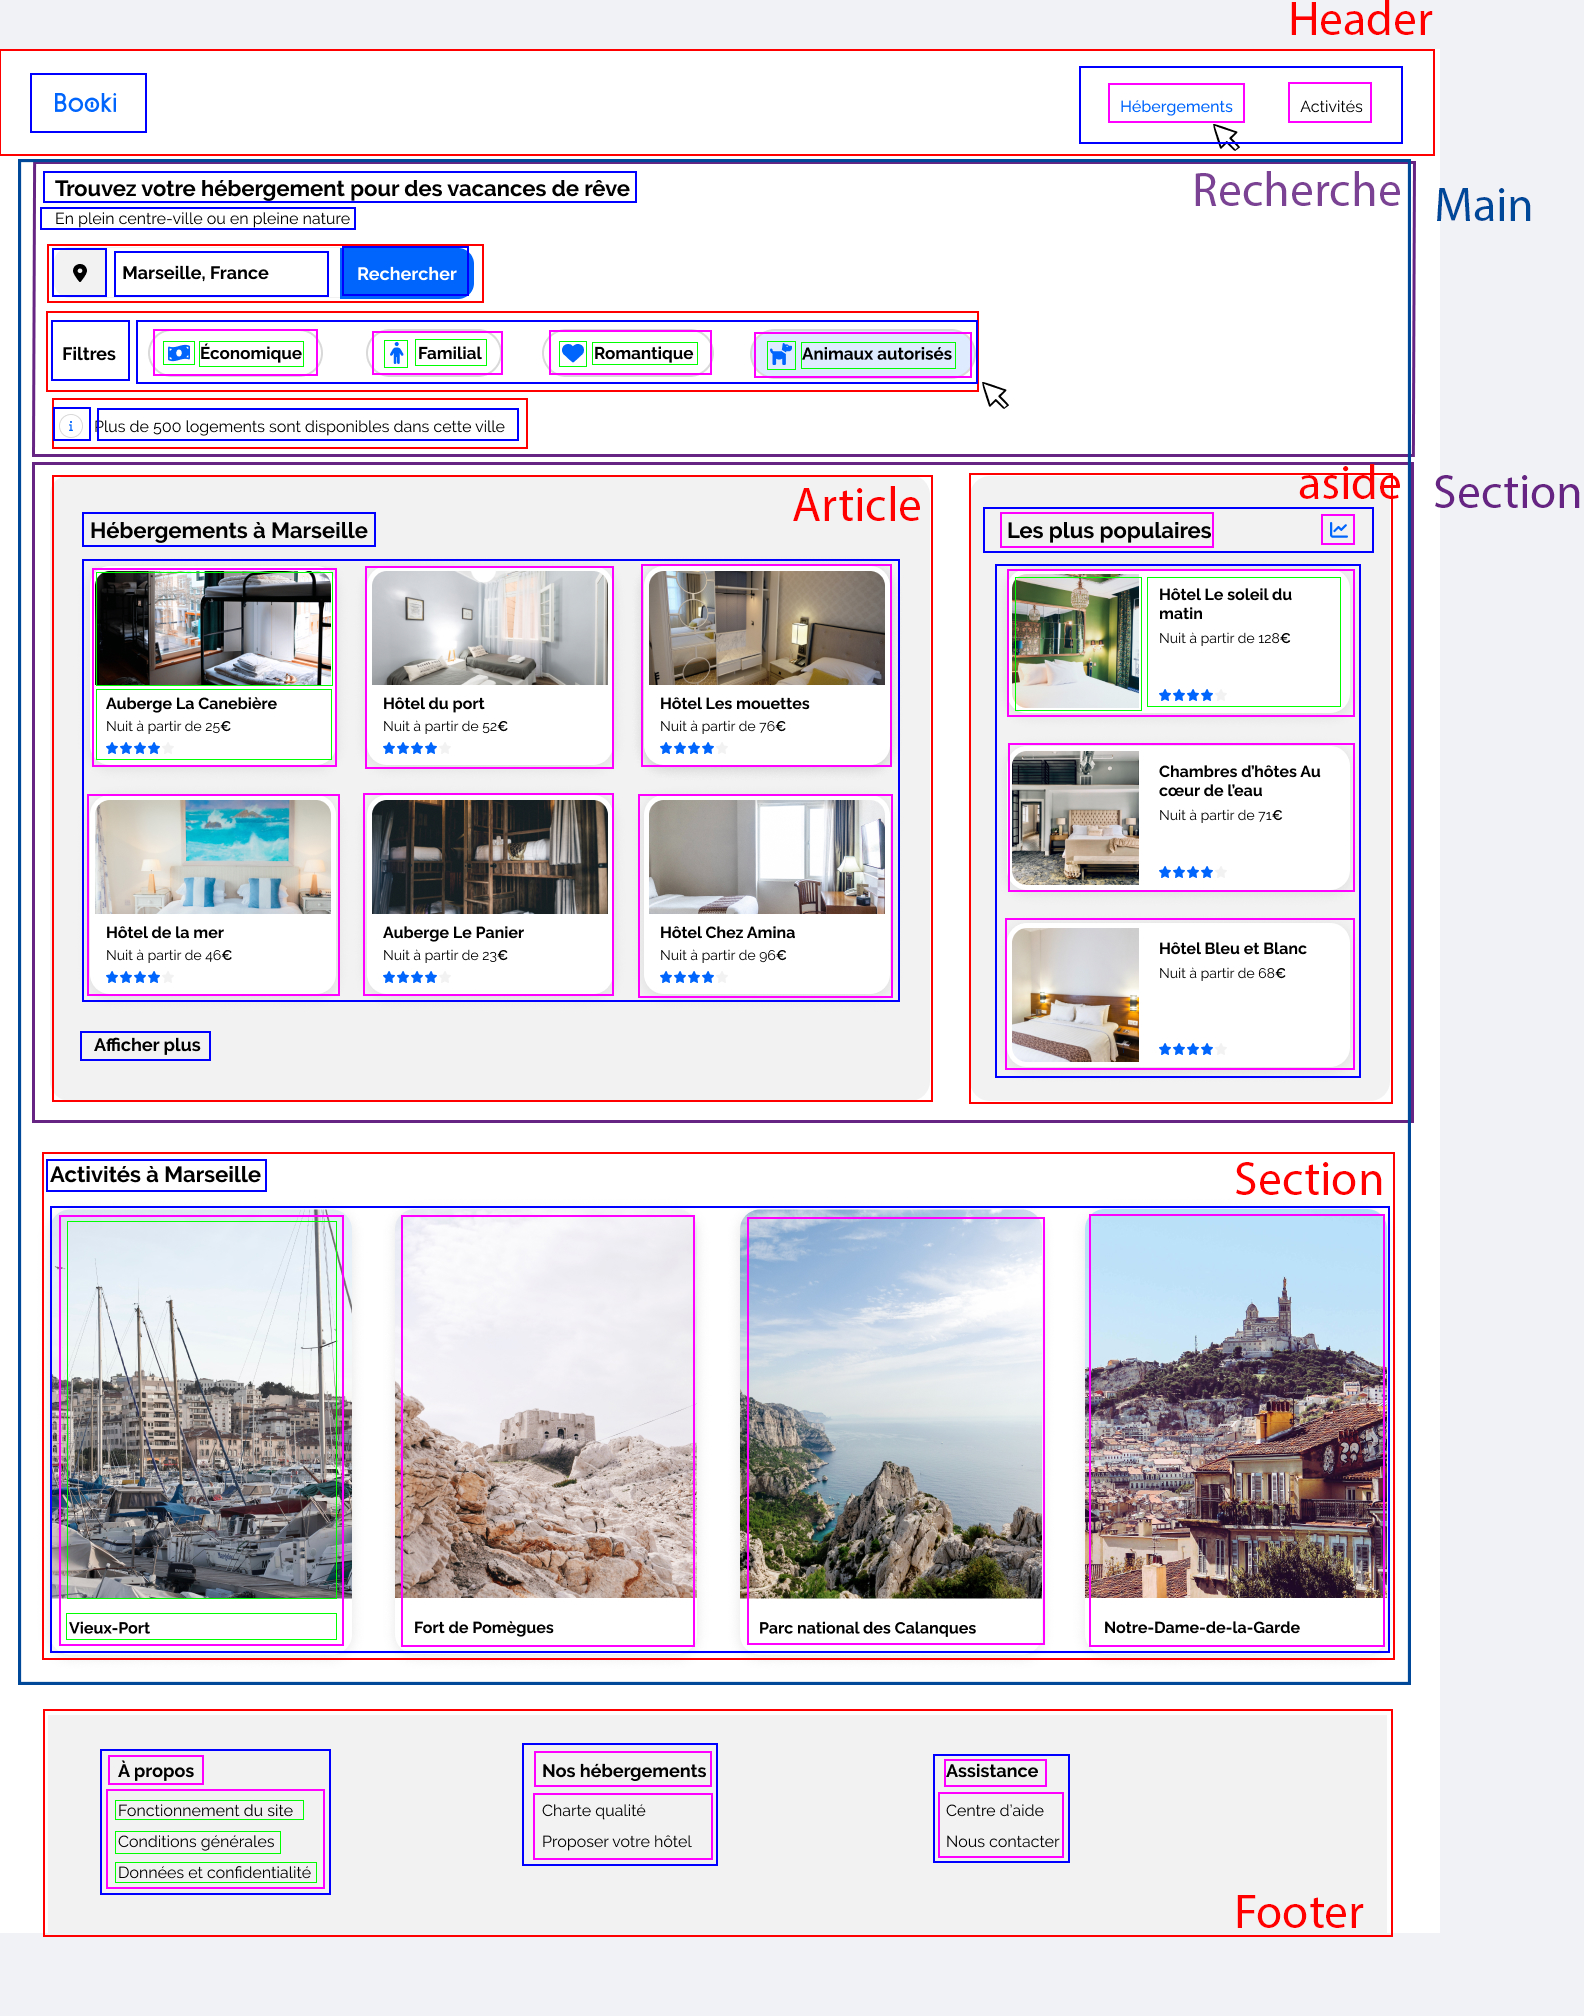 Header
Booki
Hébergements
Activités
Recherche
Main
Trouvez votre hébergement pour des vacances de rêve
En plein centre-ville ou en pleine nature
Marseille, France
Rechercher
Filtres
Économique
Familial
Romantique
Animaux autorisés
i
Plus de 500 logements sont disponibles dans cette ville
Section
Article
Hébergements à Marseille
Auberge La Canebière
Nuit à partir de 25€
Hôtel du port
Nuit à partir de 52€
Hôtel Les mouettes
Nuit à partir de 76€
Hôtel de la mer
Nuit à partir de 46€
Auberge Le Panier
Nuit à partir de 23€
Hôtel Chez Amina
Nuit à partir de 96€
Afficher plus
aside
Les plus populaires
Hôtel Le soleil du
matin
Nuit à partir de 128€
Chambres d'hôtes Au
cœur de l'eau
Nuit à partir de 71€
Hôtel Bleu et Blanc
Nuit à partir de 68€
Section
Activités à Marseille
Vieux-Port
Fort de Pomègues
Parc national des Calanques
Notre-Dame-de-la-Garde
À propos
Fonctionnement du site
Conditions générales
Données et confidentialité
Nos hébergements
Charte qualité
Proposer votre hôtel
Assistance
Centre d'aide
Nous contacter
Footer